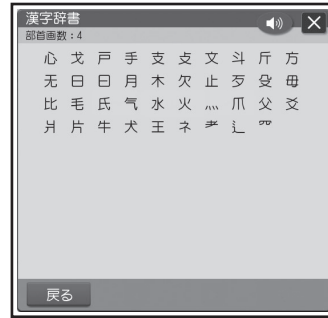 漢字辞書
部首画数:4
心 戈 戸 手 支 攴 文 斗 斤 方
无 日 曰 月 木 欠 止 歹 殳 毋
比 毛 氏 气 水 火 灬 爪 父 爻
爿 片 牛 犬 王 ネ 耂 辶 罒
戻る